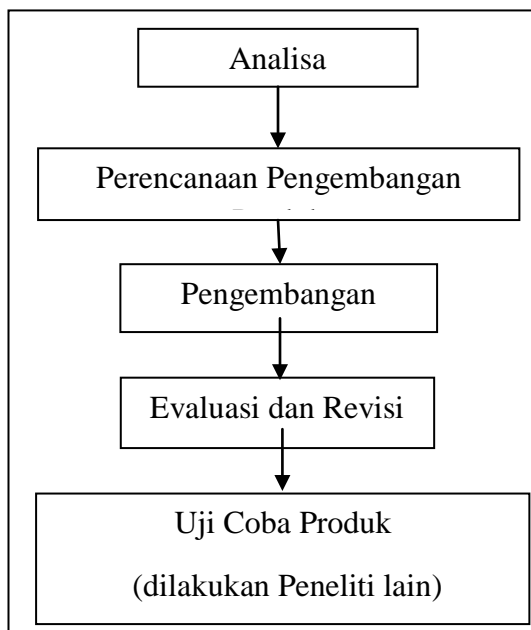 Analisa
Perencanaan Pengembangan
Pengembangan
Evaluasi dan Revisi
Uji Coba Produk
(dilakukan Peneliti lain)